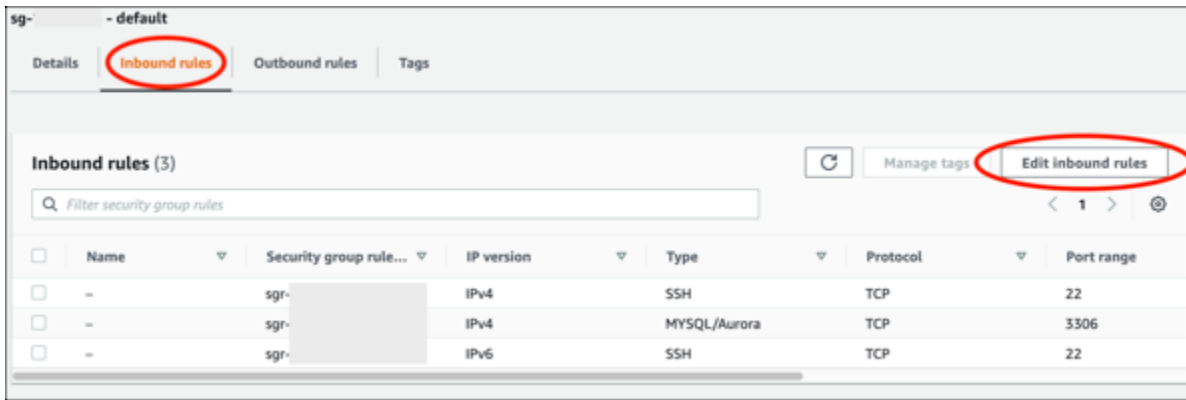 sg- - default
Details Inbound rules Outbound rules Tags
Inbound rules (3) Manage tags Edit inbound rules
Filter security group rules 1
Name Security group rule... IP version Type Protocol Port range
– sgr- IPv4 SSH TCP 22
– sgr- IPv4 MYSQL/Aurora TCP 3306
– sgr- IPv6 SSH TCP 22